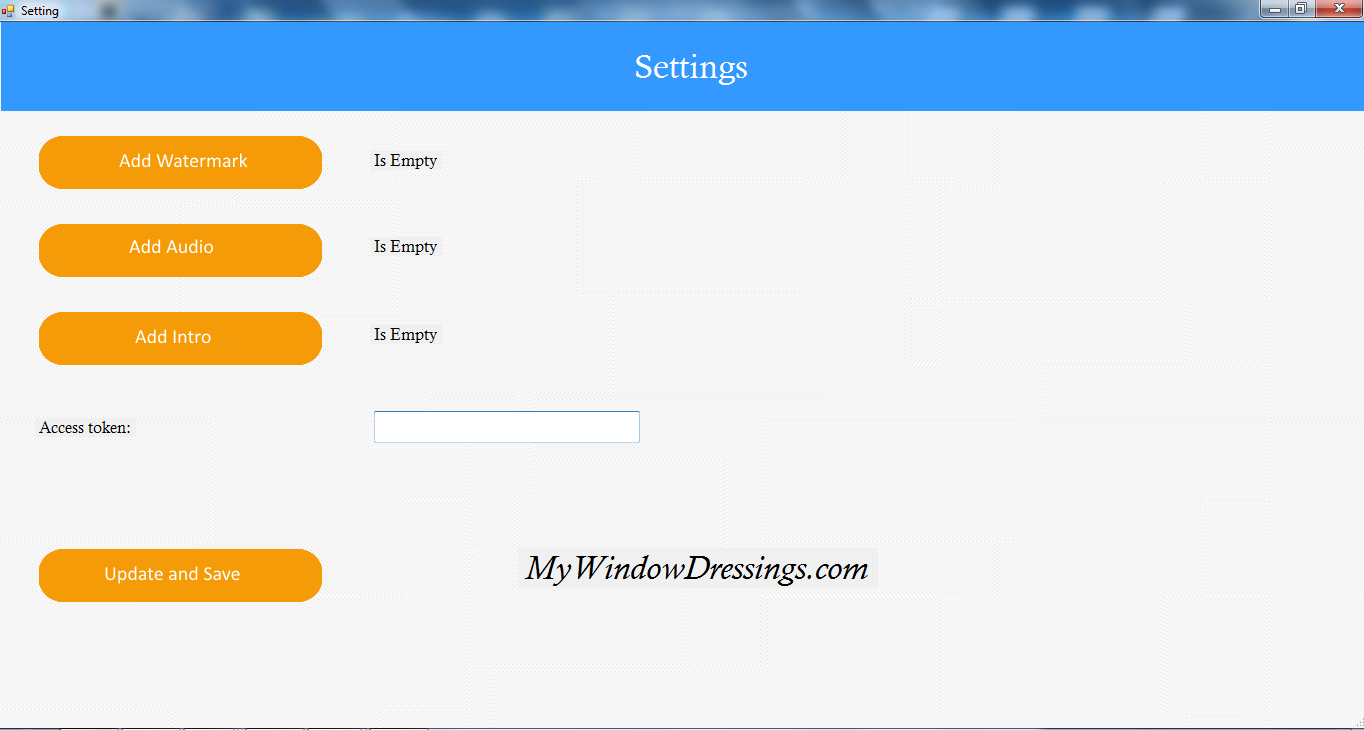 Setting
Settings
Add Watermark Is Empty
Add Audio Is Empty
Add Intro Is Empty
Access token:
Update and Save
MyWindowDressings.com